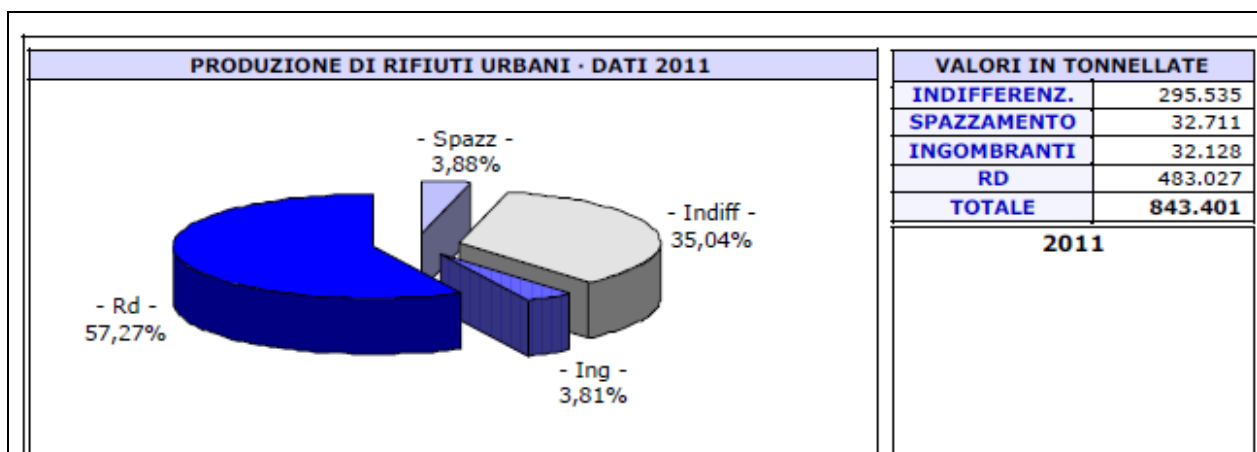 PRODUZIONE DI RIFIUTI URBANI · DATI 2011
- Spazz -
3,88%
- Indiff -
35,04%
- Rd -
57,27%
- Ing -
3,81%
VALORI IN TONNELLATE
INDIFFERENZ. 295.535
SPAZZAMENTO 32.711
INGOMBRANTI 32.128
RD 483.027
TOTALE 843.401
2011